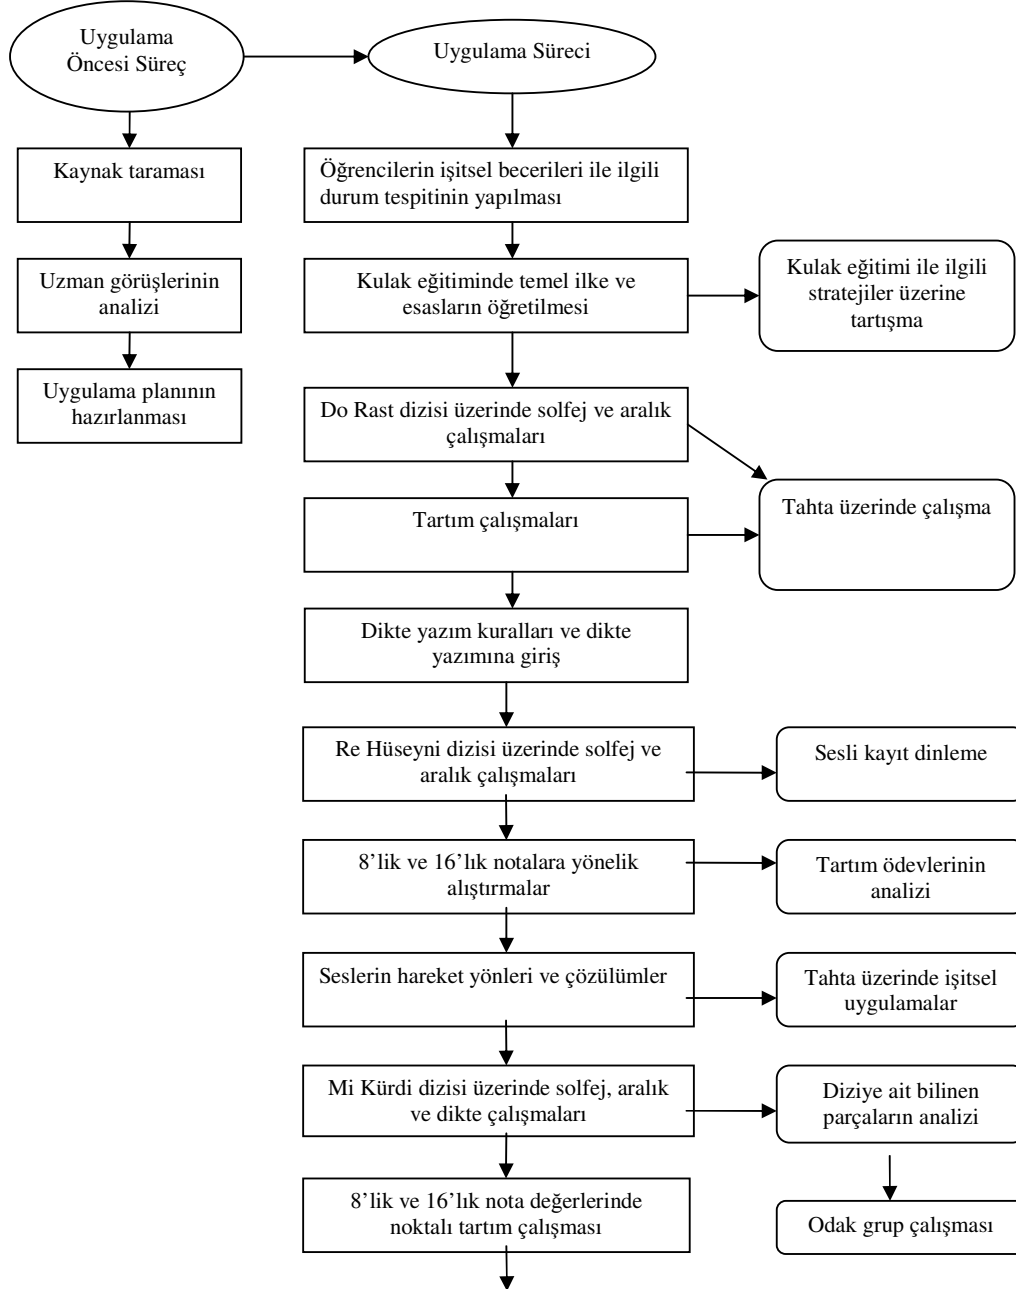 Uygulama
Öncesi Süreç
Uygulama Süreci
Kaynak taraması
Uzman görüşlerinin
analizi
Uygulama planının
hazırlanması
Öğrencilerin işitsel becerileri ile ilgili
durum tespitinin yapılması
Kulak eğitiminde temel ilke ve
esasların öğretilmesi
Kulak eğitimi ile ilgili
stratejiler üzerine
tartışma
Do Rast dizisi üzerinde solfej ve aralık
çalışmaları
Tartım çalışmaları
Tahta üzerinde çalışma
Dikte yazım kuralları ve dikte
yazımına giriş
Re Hüseyni dizisi üzerinde solfej ve
aralık çalışmaları
Sesli kayıt dinleme
8’lik ve 16’lık notalara yönelik
alıştırmalar
Tartım ödevlerinin
analizi
Seslerin hareket yönleri ve çözülümler
Tahta üzerinde işitsel
uygulamalar
Mi Kürdi dizisi üzerinde solfej, aralık
ve dikte çalışmaları
Diziye ait bilinen
parçaların analizi
8’lik ve 16’lık nota değerlerinde
noktalı tartım çalışması
Odak grup çalışması